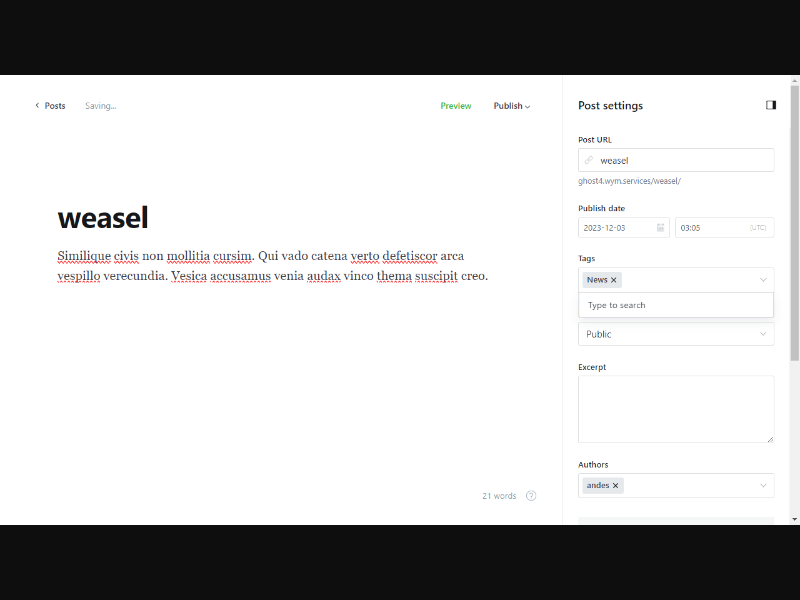 Posts
Saving...
Preview
Publish
Post settings
Post URL
weasel
ghost4.wym.services/weasel/
Publish date
2023-12-03
03:05
(UTC)
Tags
News
Type to search
Public
Excerpt
Authors
andes
weasel
Similique civis non mollitia cursim. Qui vado catena verto defetiscor arca
vespillo verecundia. Vesica accusamus venia audax vinco thema suscipit creo.
21 words
?